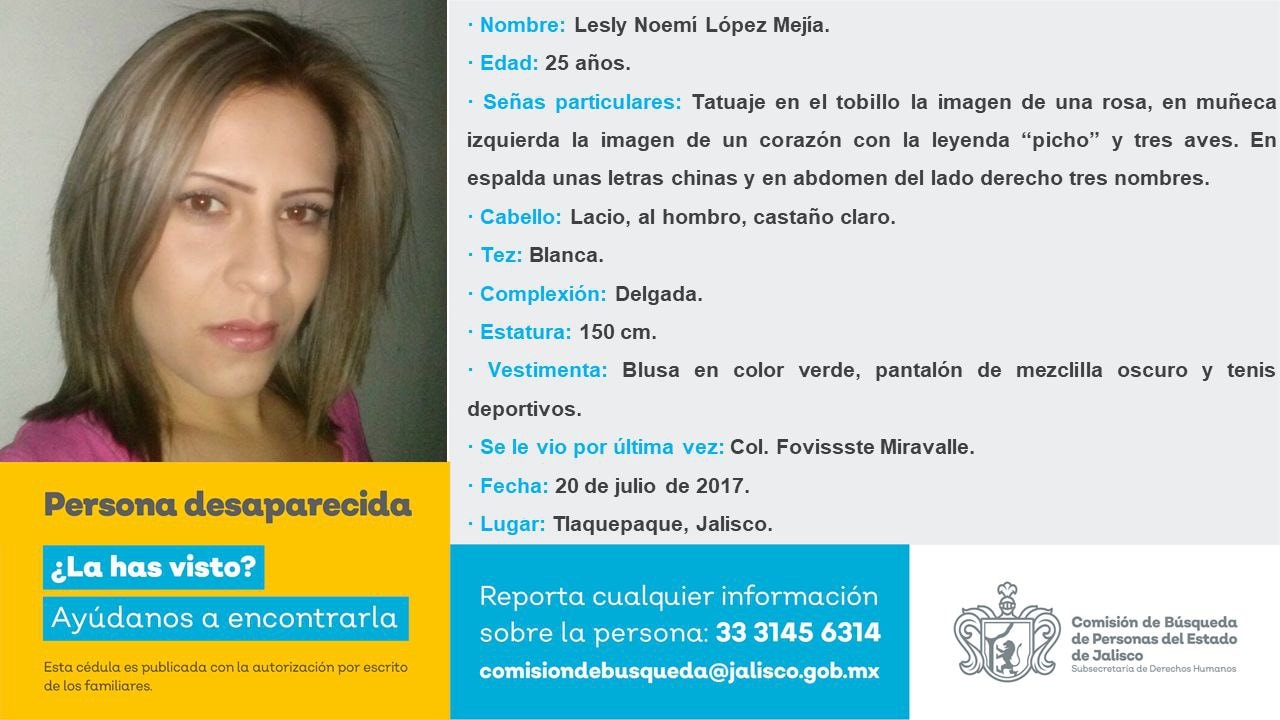 · Nombre: Lesly Noemí López Mejía.
· Edad: 25 años.
· Señas particulares: Tatuaje en el tobillo la imagen de una rosa, en muñeca
izquierda la imagen de un corazón con la leyenda “picho” y tres aves. En
espalda unas letras chinas y en abdomen del lado derecho tres nombres.
· Cabello: Lacio, al hombro, castaño claro.
· Tez: Blanca.
· Complexión: Delgada.
· Estatura: 150 cm.
· Vestimenta: Blusa en color verde, pantalón de mezclilla oscuro y tenis
deportivos.
· Se le vio por última vez: Col. Fovissste Miravalle.
· Fecha: 20 de julio de 2017.
· Lugar: Tlaquepaque, Jalisco.
Persona desaparecida
¿La has visto?
Ayúdanos a encontrarla
Esta cédula es publicada con la autorización por escrito
de los familiares.
Reporta cualquier información
sobre la persona: 33 3145 6314
comisiondebusqueda@jalisco.gob.mx
Comisión de Búsqueda
de Personas del Estado
de Jalisco
Subsecretaría de Derechos Humanos